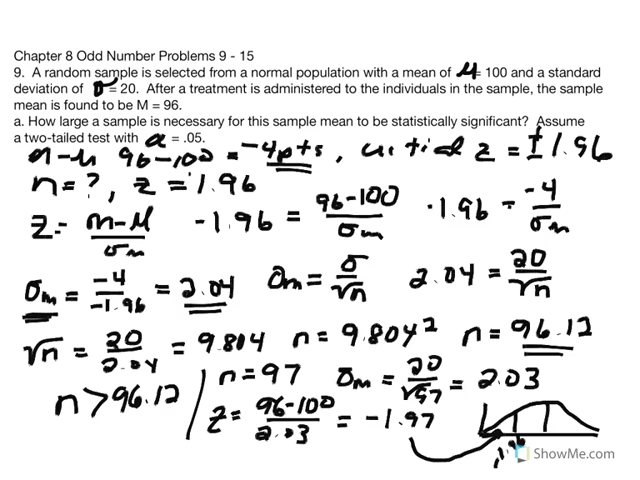 Chapter 8 Odd Number Problems 9 - 15
9. A random sample is selected from a normal population with a mean of μ= 100 and a standard
deviation of σ= 20. After a treatment is administered to the individuals in the sample, the sample
mean is found to be M = 96.
a. How large a sample is necessary for this sample mean to be statistically significant? Assume
a two-tailed test with α = .05.
m-μ 96-100 = -4pts, critical z = ±1.96
n = ?, z = 1.96
z = m-μ/σm -1.96 = 96-100/σm -1.96 = -4/σm
σm = -4/-1.96 = 2.04 σm = σ/√n 2.04 = 20/√n
√n = 20/2.04 = 9.804 n = 9.804² n = 96.12
n > 96.12 / n = 97 σm = 20/√97 = 2.03
z = 96-100/2.03 = -1.97
ShowMe.com